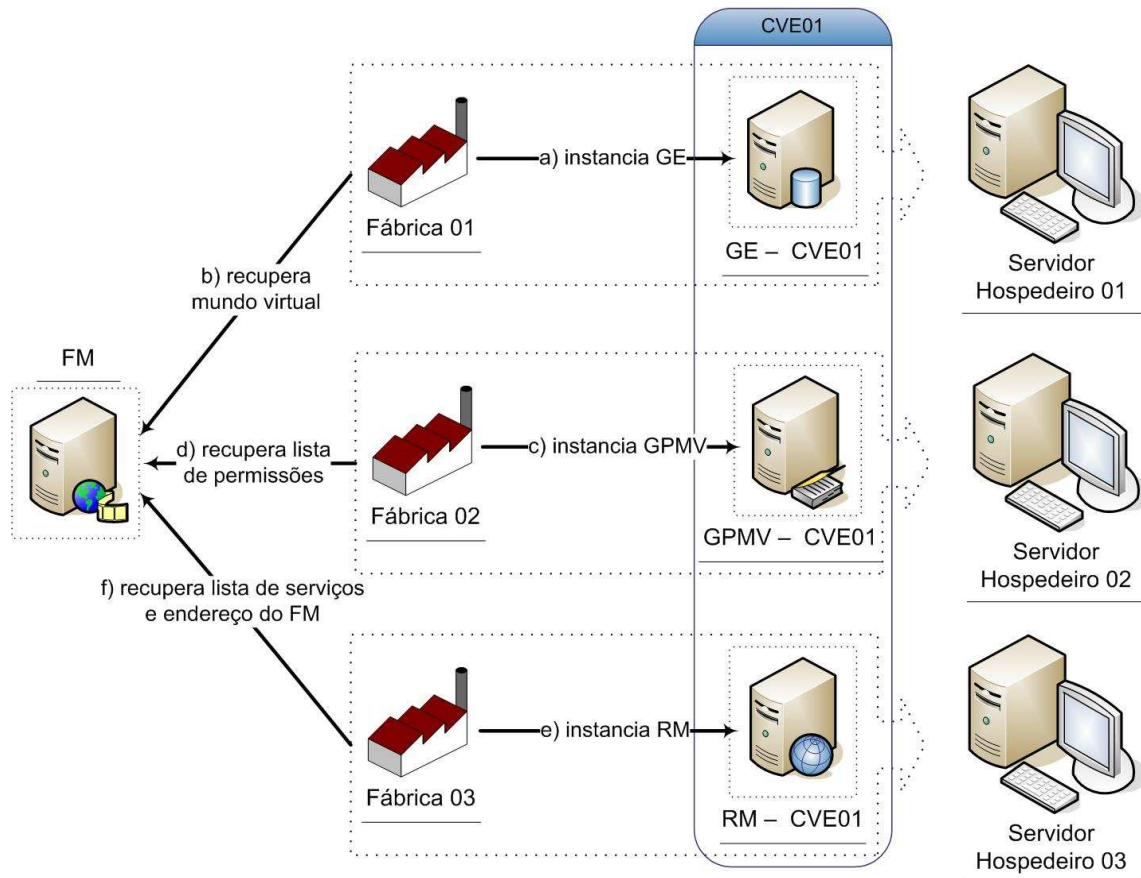 CVE01
a) instancia GE
Fábrica 01
GE – CVE01
Servidor
Hospedeiro 01
b) recupera
mundo virtual
FM
d) recupera lista
de permissões
c) instancia GPMV
Fábrica 02
GPMV – CVE01
Servidor
Hospedeiro 02
f) recupera lista de serviços
e endereço do FM
e) instancia RM
Fábrica 03
RM – CVE01
Servidor
Hospedeiro 03